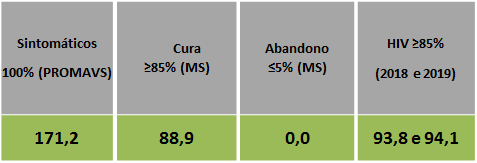 Sintomáticos
100% (PROMAVS)
Cura
≥85% (MS)
Abandono
≤5% (MS)
HIV ≥85%
(2018 e 2019)
171,2
88,9
0,0
93,8 e 94,1